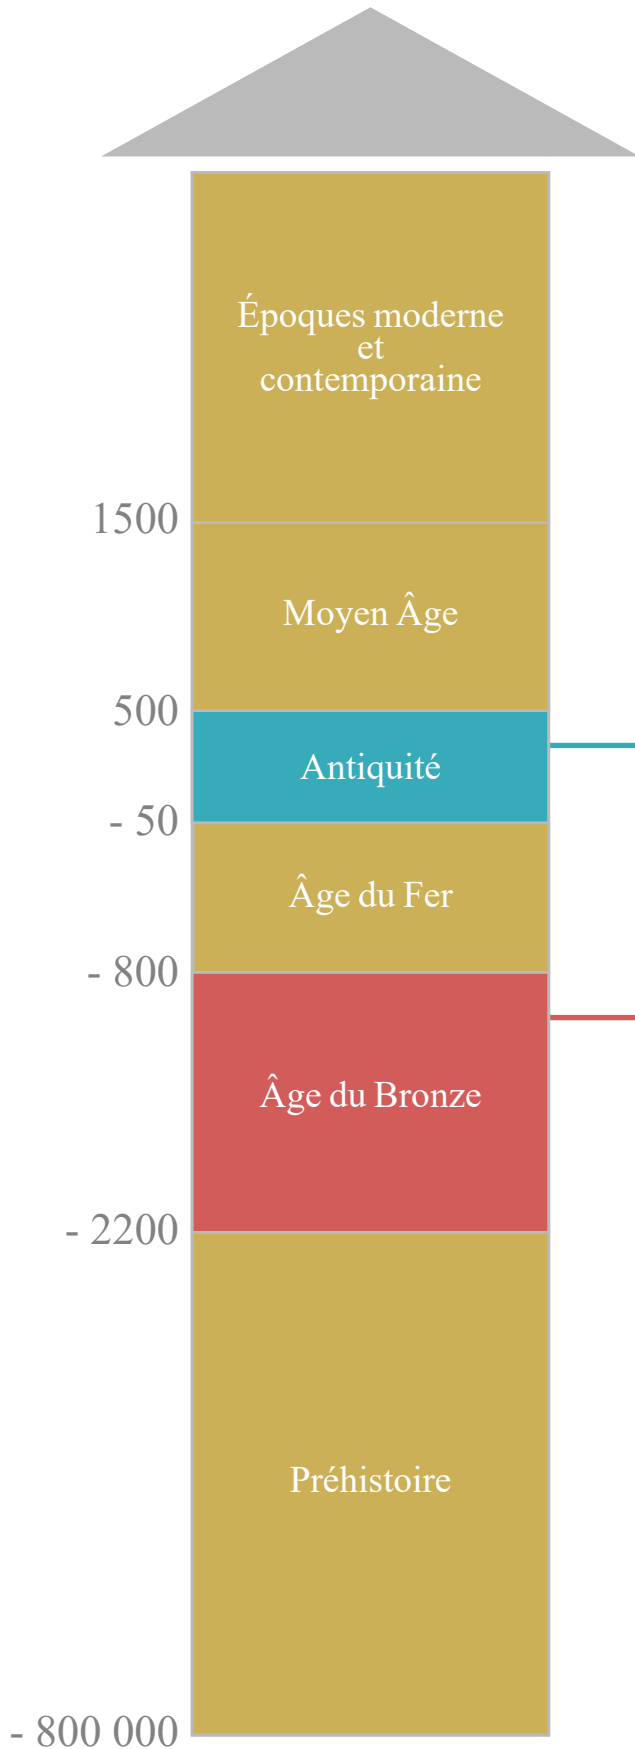 Époques moderne
et
contemporaine
1500
Moyen Âge
500
Antiquité
- 50
Âge du Fer
- 800
Âge du Bronze
- 2200
Préhistoire
- 800 000